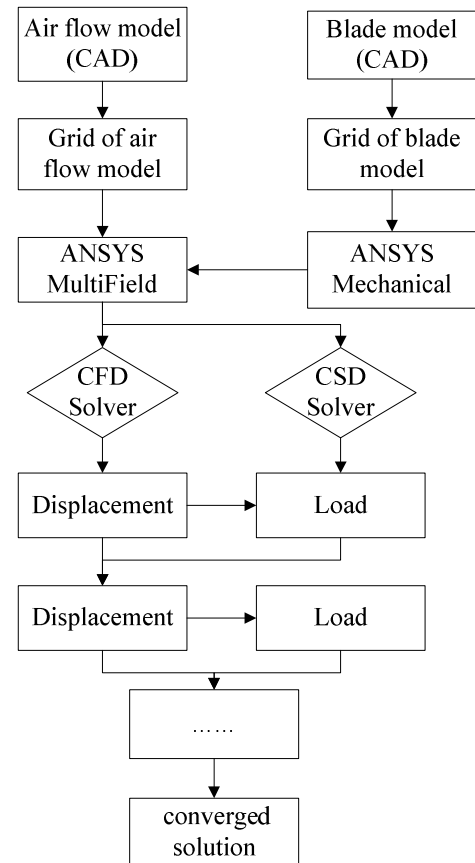 Air flow model
(CAD)
Blade model
(CAD)
Grid of air
flow model
Grid of blade
model
ANSYS
MultiField
ANSYS
Mechanical
CFD
Solver
CSD
Solver
Displacement
Load
Displacement
Load
……
converged
solution